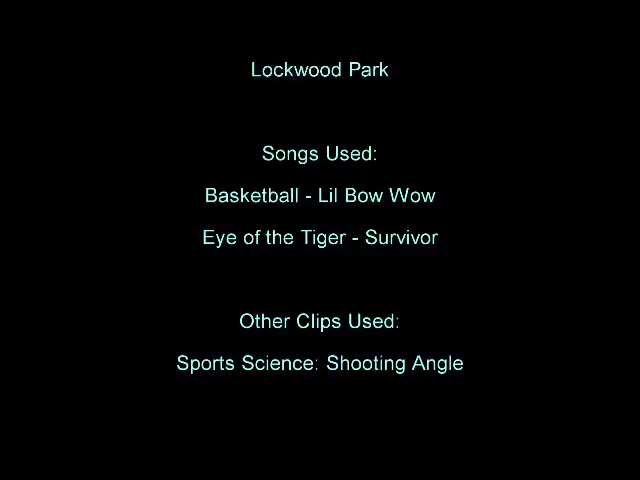 Lockwood Park
Songs Used:
Basketball - Lil Bow Wow
Eye of the Tiger - Survivor
Other Clips Used:
Sports Science: Shooting Angle